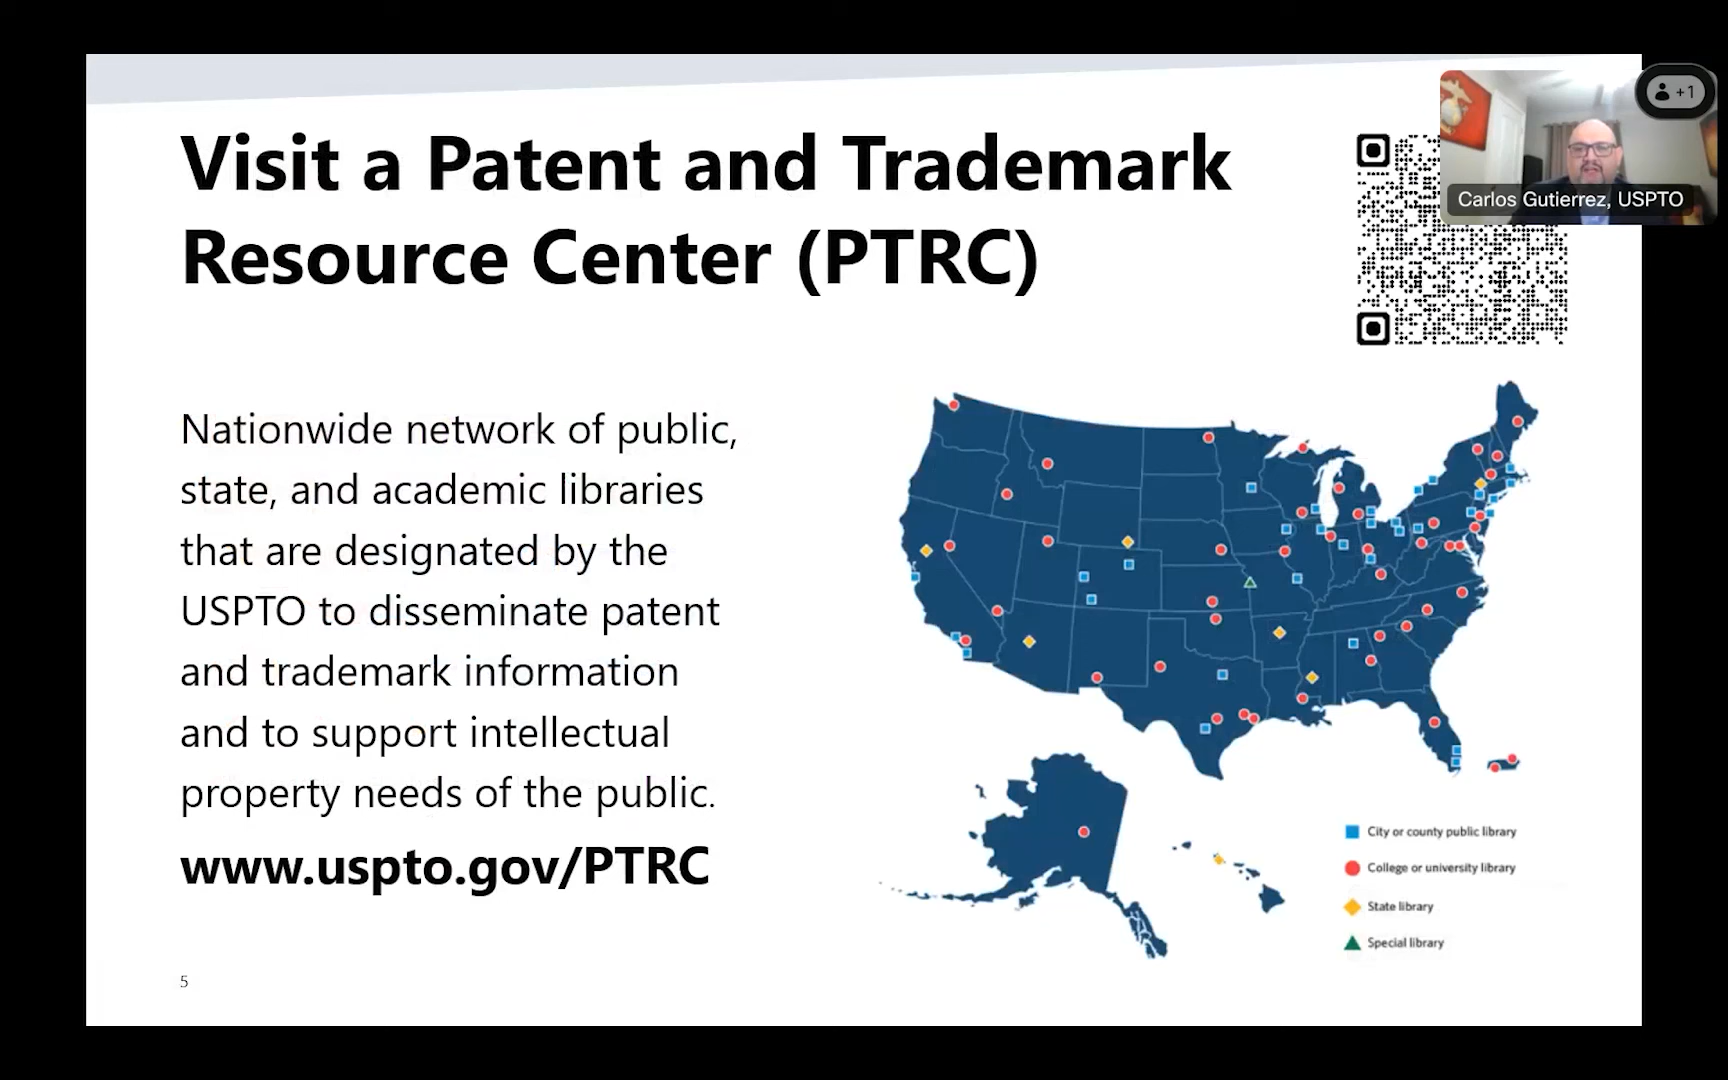 Visit a Patent and Trademark
Resource Center (PTRC)
+1
Carlos Gutierrez, USPTO
Nationwide network of public,
state, and academic libraries
that are designated by the
USPTO to disseminate patent
and trademark information
and to support intellectual
property needs of the public.
www.uspto.gov/PTRC
City or county public library
College or university library
State library
Special library
5